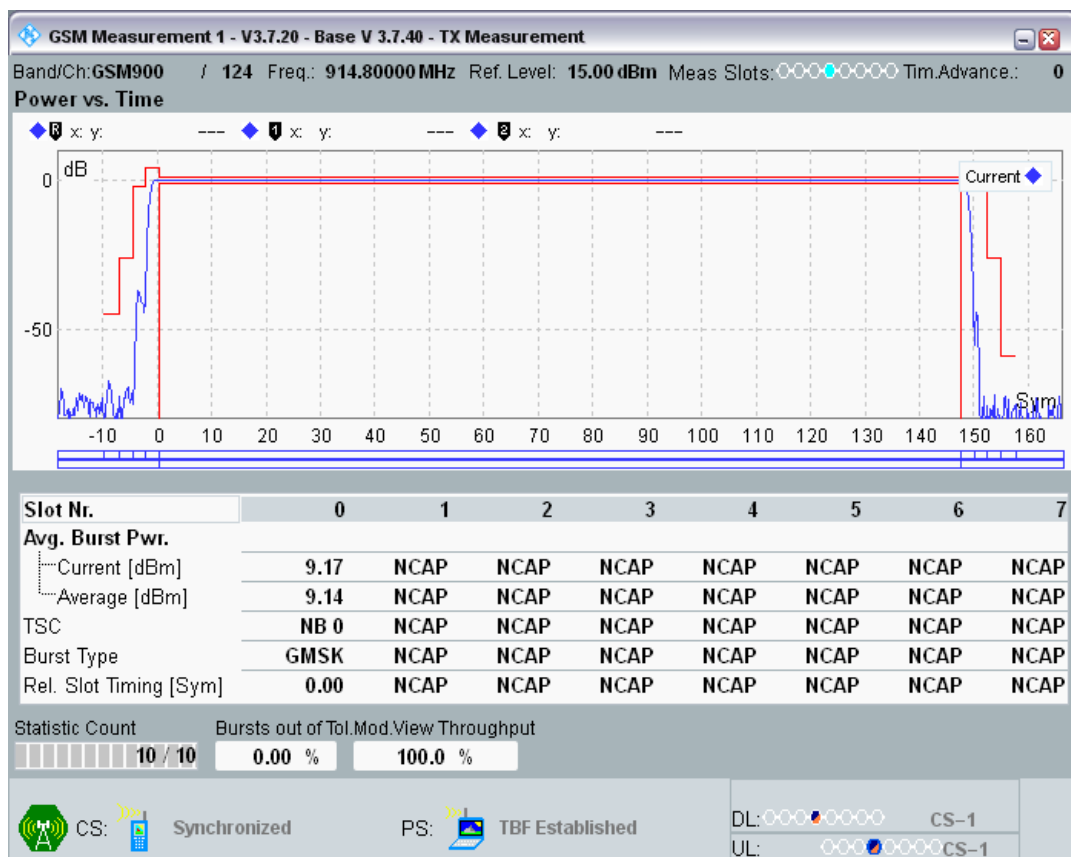 GSM Measurement 1 - V3.7.20 - Base V 3.7.40 - TX Measurement
Band/Ch:GSM900 / 124 Freq.: 914.80000 MHz Ref. Level: 15.00 dBm Meas Slots: Tim.Advance.: 0
Power vs. Time
R x: y: --- 1 x: y: --- 2 x: y: ---
dB
Current
0
-50
Sym
-10 0 10 20 30 40 50 60 70 80 90 100 110 120 130 140 150 160
Slot Nr. 0 1 2 3 4 5 6 7
Avg. Burst Pwr.
Current [dBm] 9.17 NCAP NCAP NCAP NCAP NCAP NCAP NCAP
Average [dBm] 9.14 NCAP NCAP NCAP NCAP NCAP NCAP NCAP
TSC NB 0 NCAP NCAP NCAP NCAP NCAP NCAP NCAP
Burst Type GMSK NCAP NCAP NCAP NCAP NCAP NCAP NCAP
Rel. Slot Timing [Sym] 0.00 NCAP NCAP NCAP NCAP NCAP NCAP NCAP
Statistic Count Bursts out of Tol.Mod.View Throughput
10 / 10 0.00 % 100.0 %
CS: Synchronized PS: TBF Established
DL: CS-1
UL: CS-1